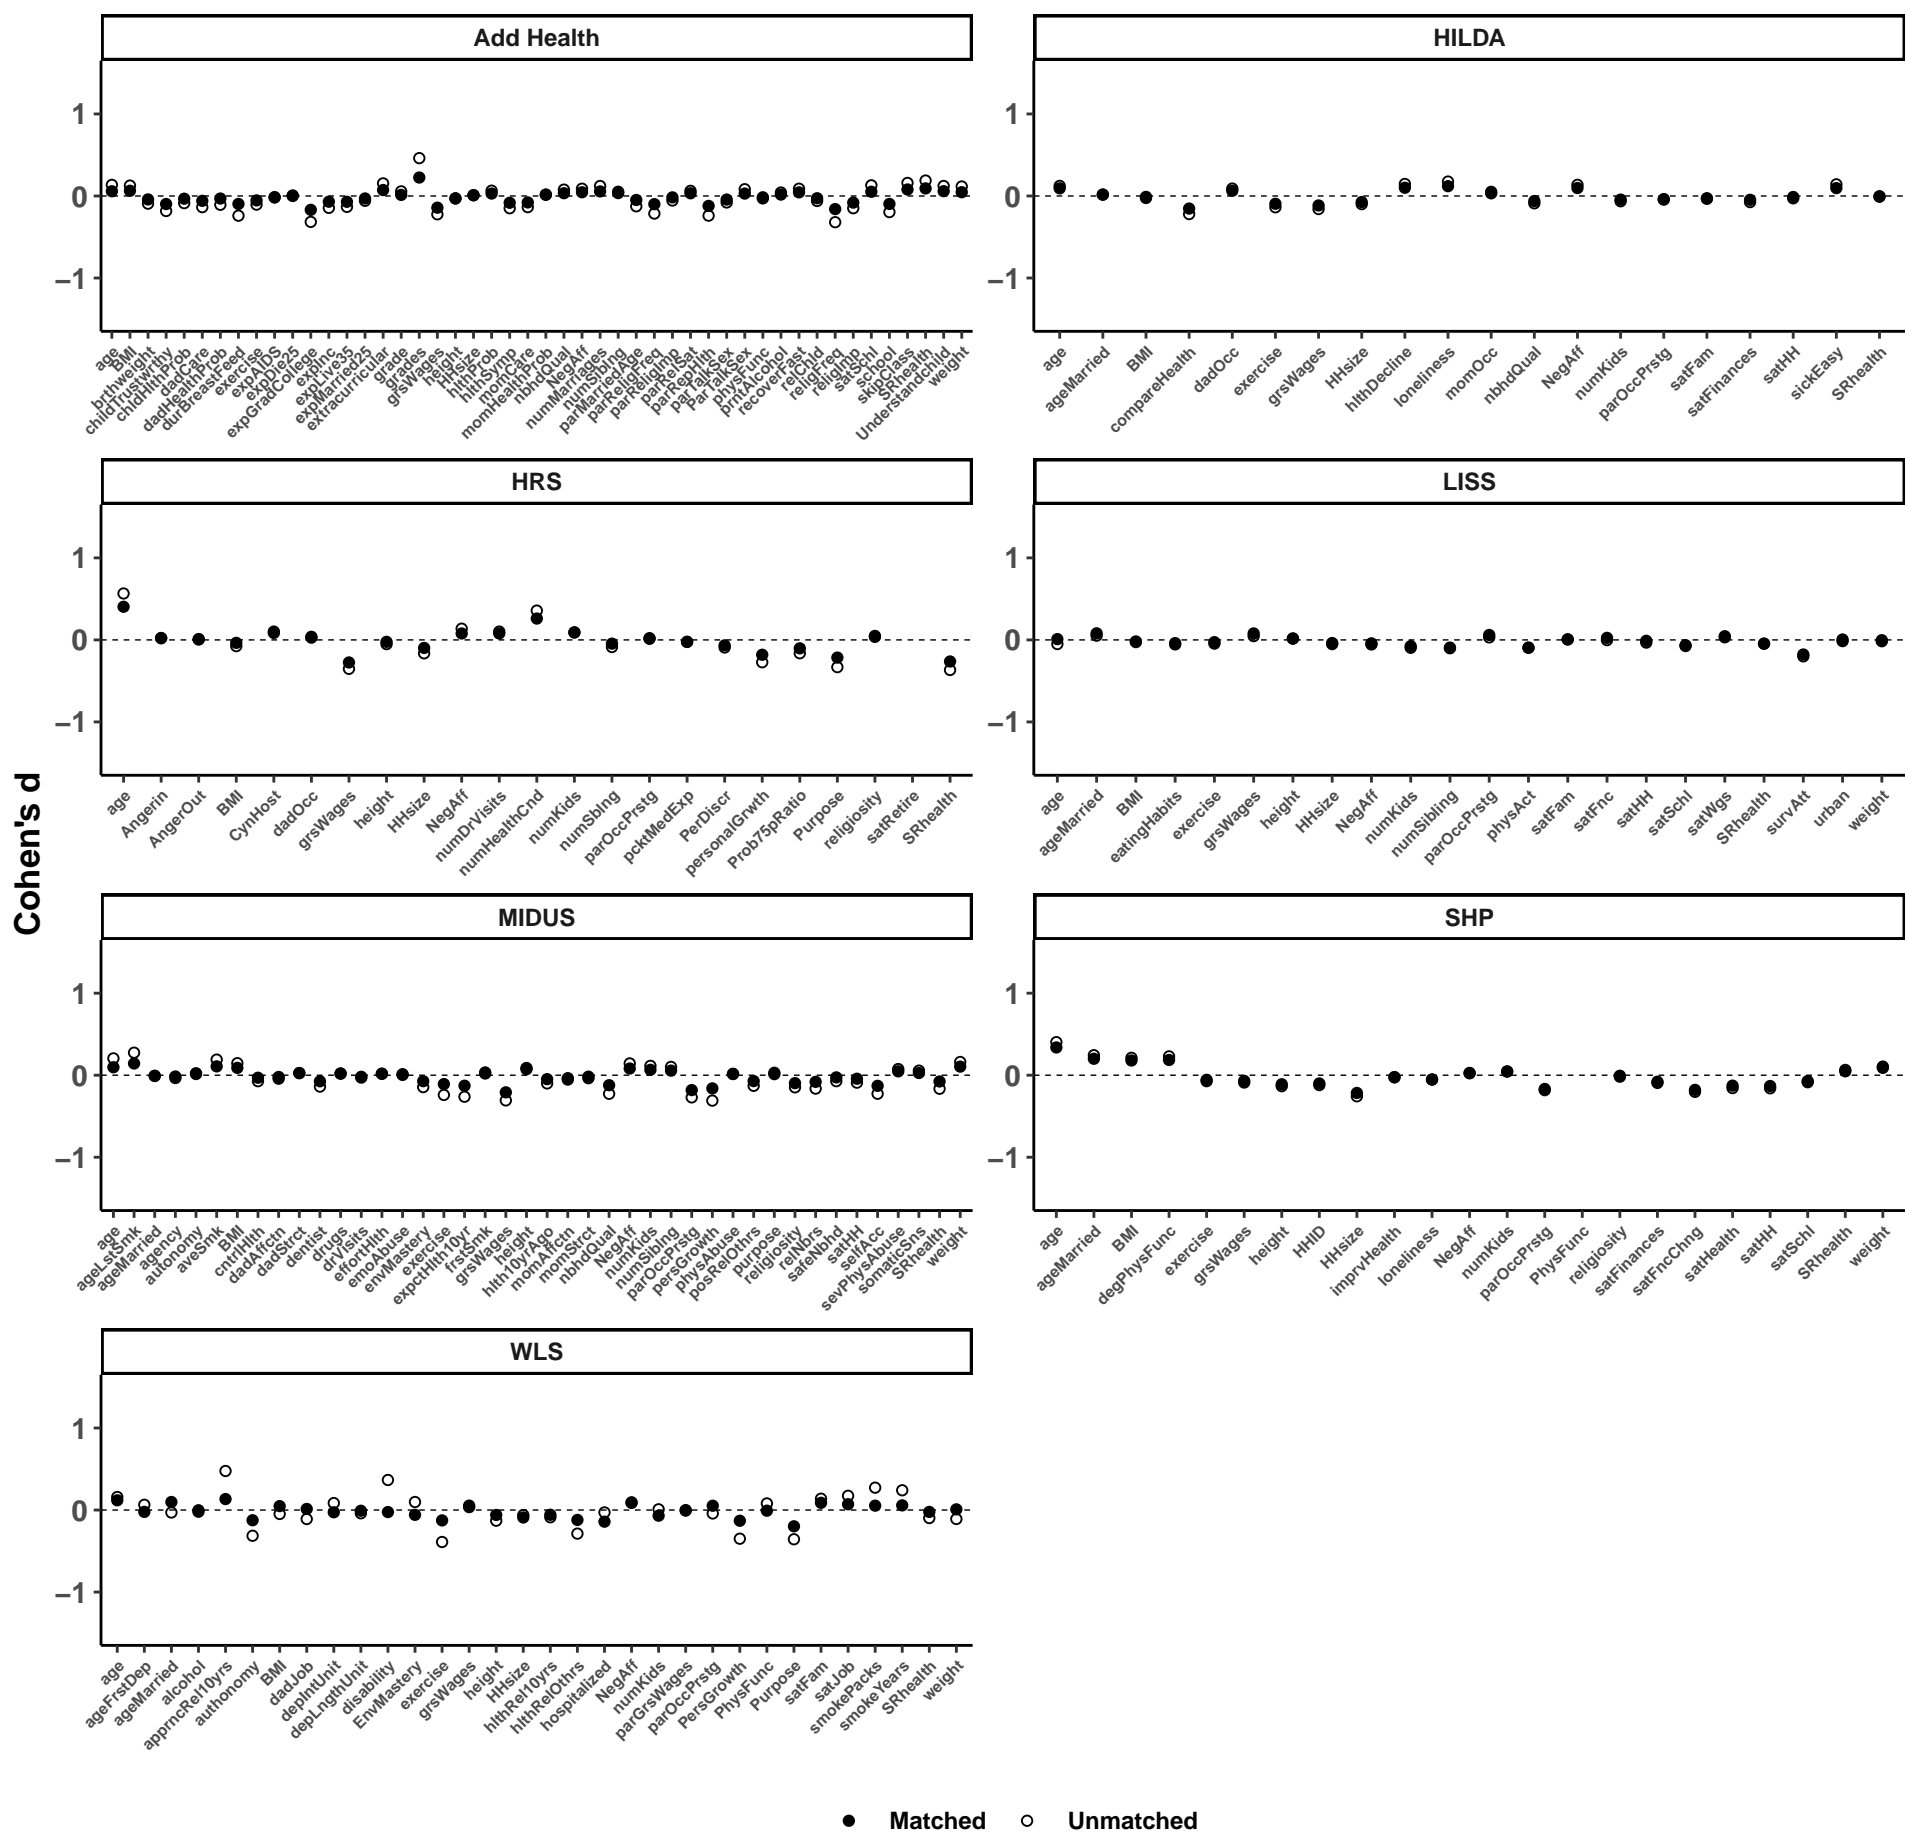 Cohen's d
Add Health
1
0
−1
age
BMI
brthweight
childTrustwrthy
chldHlthPob
dadCare
dadHealthPob
durBreastFeed
exercise
expAIDS
expDie25
expGradCollege
expInc
expLive35
expMarried25
extracurricular
grade
grades
grsWages
height
HHsize
hlthProb
hlthSymp
momCare
momHealthProb
nbhdQual
NegAff
numMarriages
numSibling
parMarriedAge
parReligFreq
parReligImp
parRelSat
parRepHlth
parTalkSex
ParTalkSex
physFunc
prntAlcohol
recoverFast
relChild
religFreq
religImp
satSchl
school
skipClass
SRhealth
Understandchild
weight
HILDA
1
0
−1
age
ageMarried
BMI
compareHealth
dadOcc
exercise
grsWages
HHsize
hlthDecline
loneliness
momOcc
nbhdQual
NegAff
numKids
parOccPrstg
satFam
satFinances
satHH
sickEasy
SRhealth
HRS
1
0
−1
age
Angerin
AngerOut
BMI
CynHost
dadOcc
grsWages
height
HHsize
NegAff
numDrVisits
numHealthCnd
numKids
numSblng
parOccPrstg
pcktMedExp
PerDiscr
personalGrwth
Prob75pRatio
Purpose
religiosity
satRetire
SRhealth
LISS
1
0
−1
age
ageMarried
BMI
eatingHabits
exercise
grsWages
height
HHsize
NegAff
numKids
numSibling
parOccPrstg
physAct
satFam
satFnc
satHH
satSchl
satWgs
SRhealth
survAtt
urban
weight
MIDUS
1
0
−1
age
ageLstSmk
ageMarried
agency
autonomy
aveSmk
BMI
cntrlHlth
dadAffctn
dadStrct
dentist
drugs
drVisits
effortHlth
emoAbuse
envMastery
exercise
expctHlth10yr
frstSmk
grsWages
height
hlth10yrAgo
momAffctn
momStrct
nbhdQual
NegAff
numKids
numSiblng
parOccPrstg
persGrowth
physAbuse
posRelOthrs
purpose
religiosity
relNbrs
safeNbhd
satHH
selfAcc
sevPhysAbuse
somaticSns
SRhealth
weight
SHP
1
0
−1
age
ageMarried
BMI
degPhysFunc
exercise
grsWages
height
HHID
HHsize
imprvHealth
loneliness
NegAff
numKids
parOccPrstg
PhysFunc
religiosity
satFinances
satFncChng
satHealth
satHH
satSchl
SRhealth
weight
WLS
1
0
−1
age
ageFrstDep
ageMarried
alcohol
apprncRel10yrs
authonomy
BMI
dadJob
depIntUnit
depLngthUnit
disability
EnvMastery
exercise
grsWages
height
HHsize
hlthRel10yrs
hlthRelOthrs
hospitalized
NegAff
numKids
parGrsWages
parOccPrstg
PersGrowth
PhysFunc
Purpose
satFam
satJob
smokePacks
smokeYears
SRhealth
weight
Matched
Unmatched